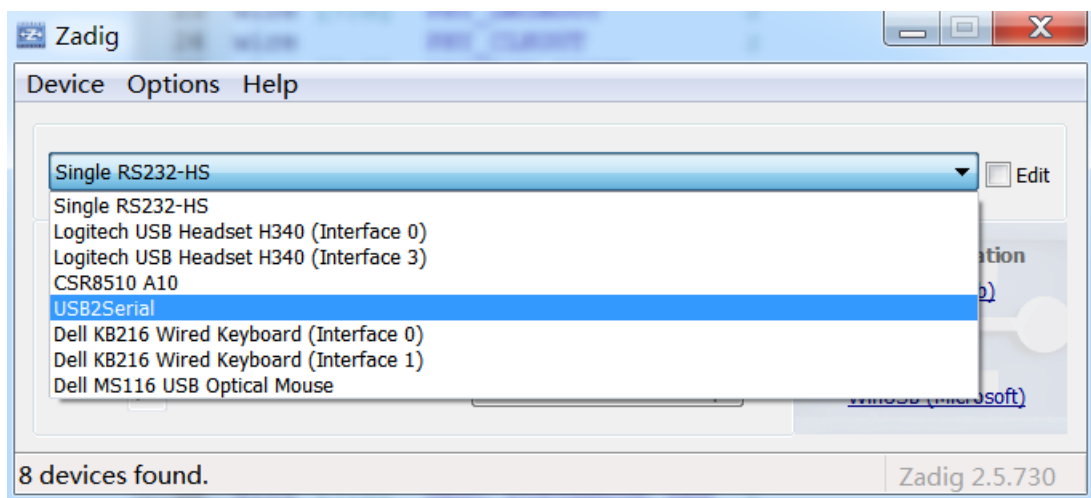 Zadig
Device Options Help
Single RS232-HS
Edit
Single RS232-HS
Logitech USB Headset H340 (Interface 0)
Logitech USB Headset H340 (Interface 3)
CSR8510 A10
USB2Serial
Dell KB216 Wired Keyboard (Interface 0)
Dell KB216 Wired Keyboard (Interface 1)
Dell MS116 USB Optical Mouse
WinUSB (Microsoft)
8 devices found.
Zadig 2.5.730